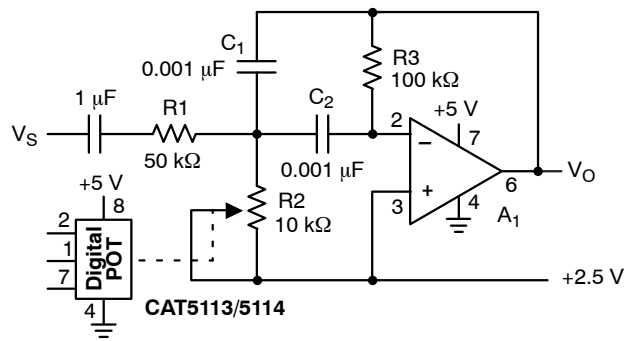 C1
0.001 μF
R3
100 kΩ
1 μF
R1
C2
+5 V
VS
50 kΩ
0.001 μF
2
7
−
+
6
VO
3
4
A1
R2
10 kΩ
+5 V
8
2
1
7
Digital
POT
4
CAT5113/5114
+2.5 V